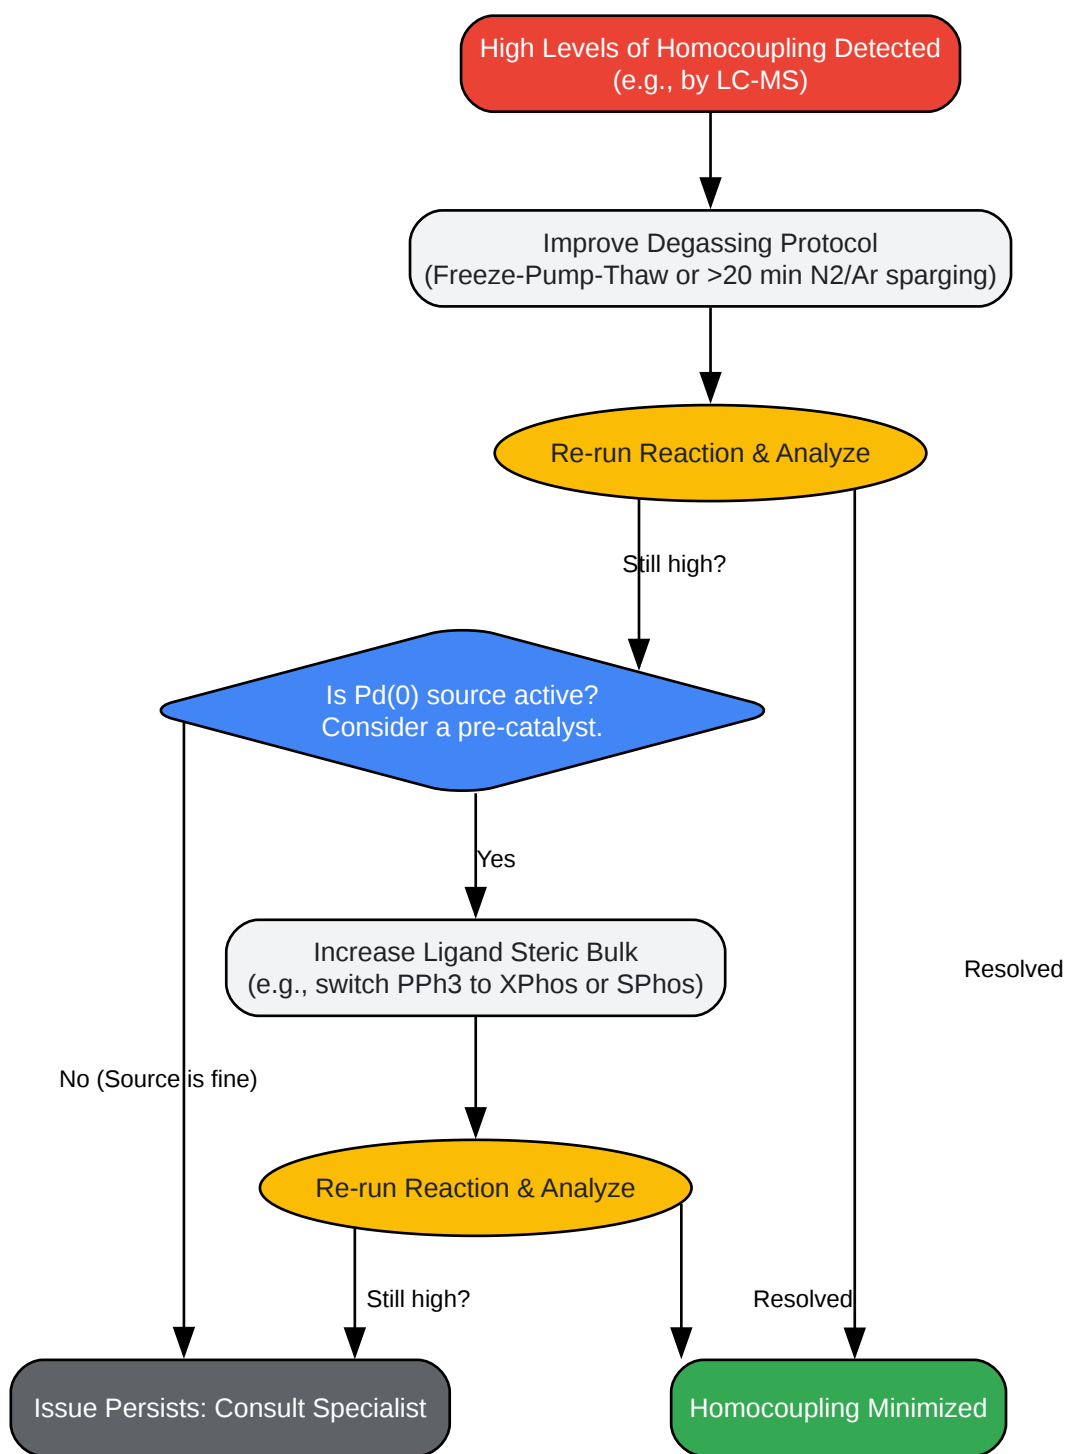 High Levels of Homocoupling Detected
(e.g., by LC-MS)
Improve Degassing Protocol
(Freeze-Pump-Thaw or >20 min N2/Ar sparging)
Re-run Reaction & Analyze
Still high?
Is Pd(0) source active?
Consider a pre-catalyst.
Yes
Increase Ligand Steric Bulk
(e.g., switch PPh3 to XPhos or SPhos)
Resolved
No (Source is fine)
Re-run Reaction & Analyze
Still high?
Resolved
Issue Persists: Consult Specialist
Homocoupling Minimized